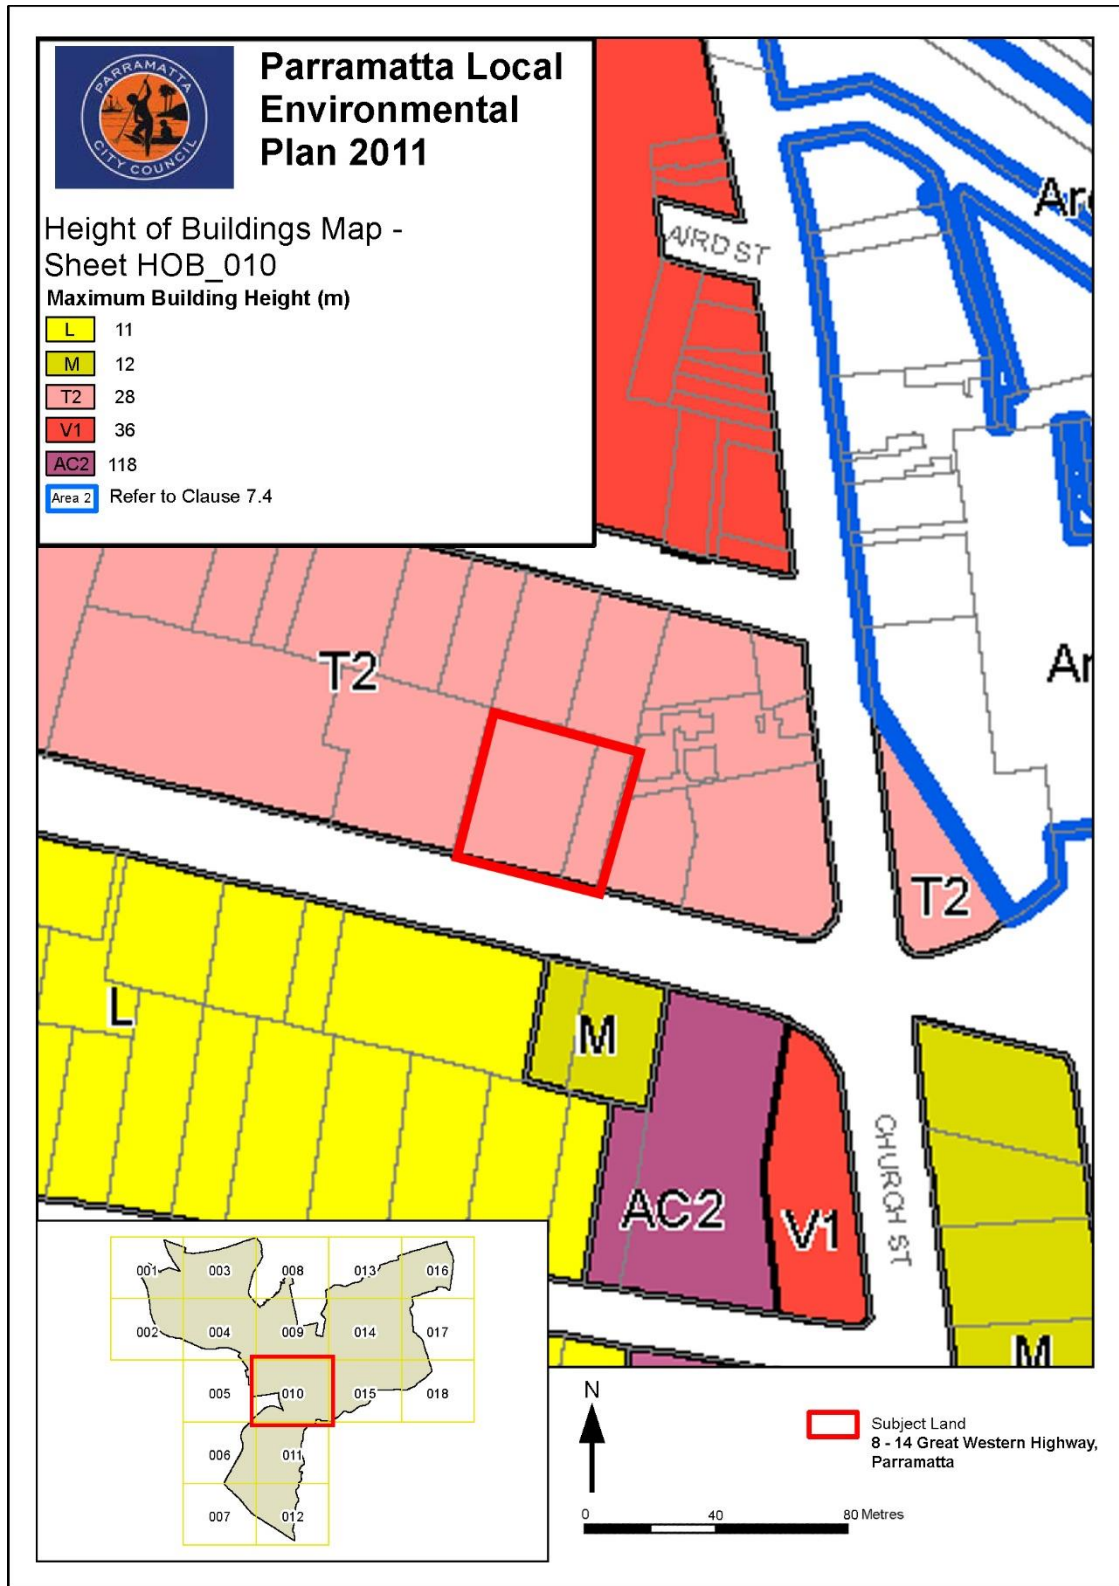 PARRAMATTA
CITY COUNCIL
Parramatta Local
Environmental
Plan 2011
Height of Buildings Map -
Sheet HOB_010
Maximum Building Height (m)
L 11
M 12
T2 28
V1 36
AC2 118
Area 2 Refer to Clause 7.4
AIRD ST
Are
Ar
T2
T2
L
M
AC2
V1
CHURCH ST
M
001 003 008 013 016
002 004 009 014 017
005 010 015 018
006 011
007 012
N
0 40 80 Metres
Subject Land
8 - 14 Great Western Highway,
Parramatta